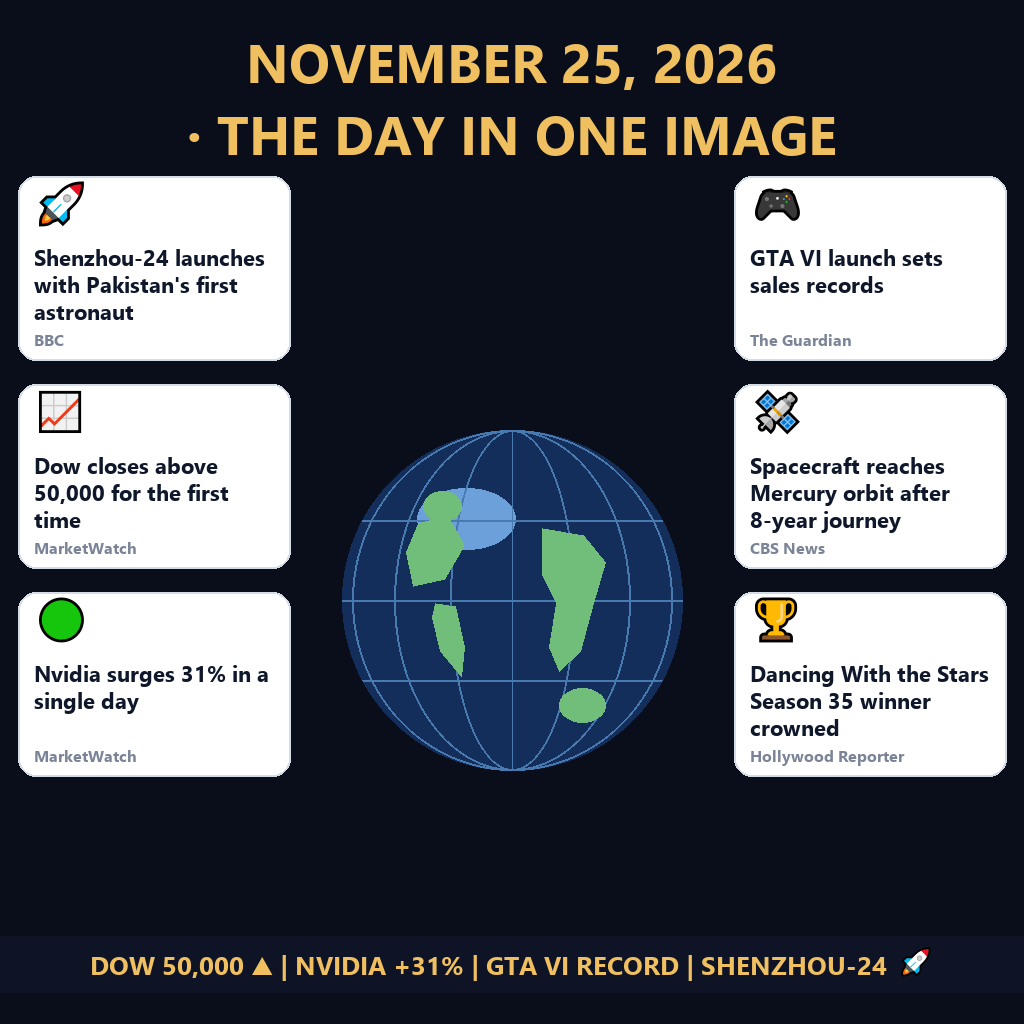 NOVEMBER 25, 2026
· THE DAY IN ONE IMAGE
Shenzhou-24 launches
with Pakistan's first
astronaut
BBC
Dow closes above
50,000 for the first
time
MarketWatch
Nvidia surges 31% in a
single day
MarketWatch
GTA VI launch sets
sales records
The Guardian
Spacecraft reaches
Mercury orbit after
8-year journey
CBS News
Dancing With the Stars
Season 35 winner
crowned
Hollywood Reporter
DOW 50,000 ▲ | NVIDIA +31% | GTA VI RECORD | SHENZHOU-24 🚀